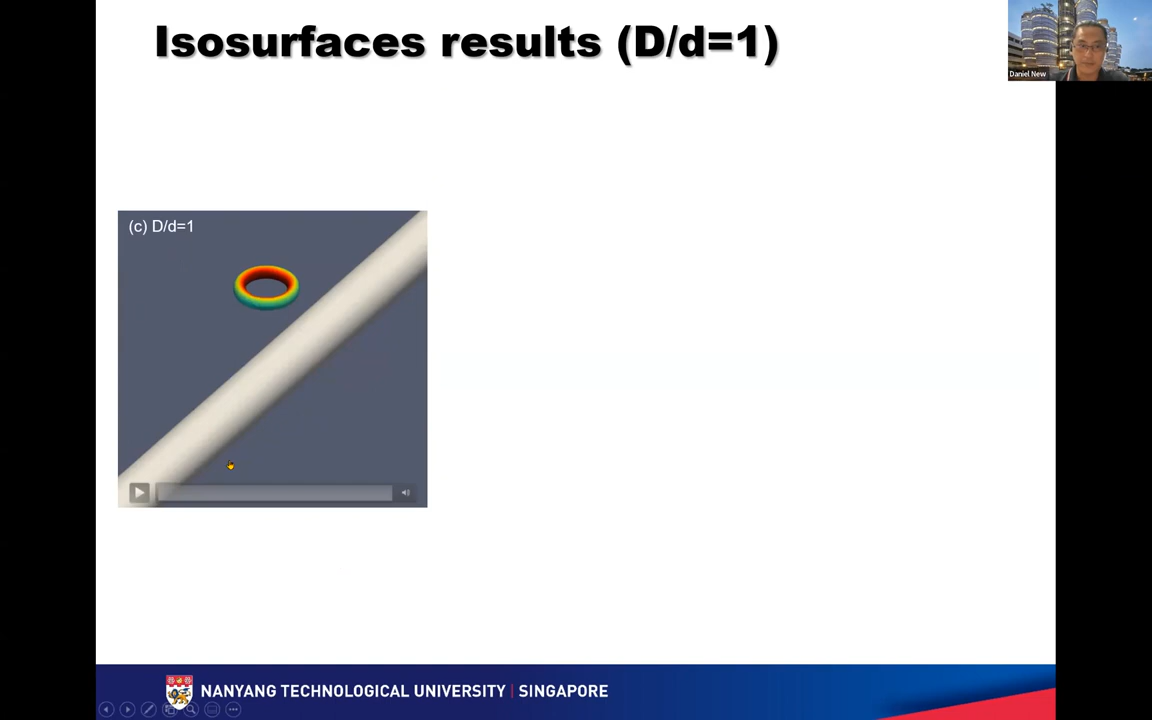 Isosurfaces results (D/d=1)
Daniel New
(c) D/d=1
NANYANG TECHNOLOGICAL UNIVERSITY | SINGAPORE